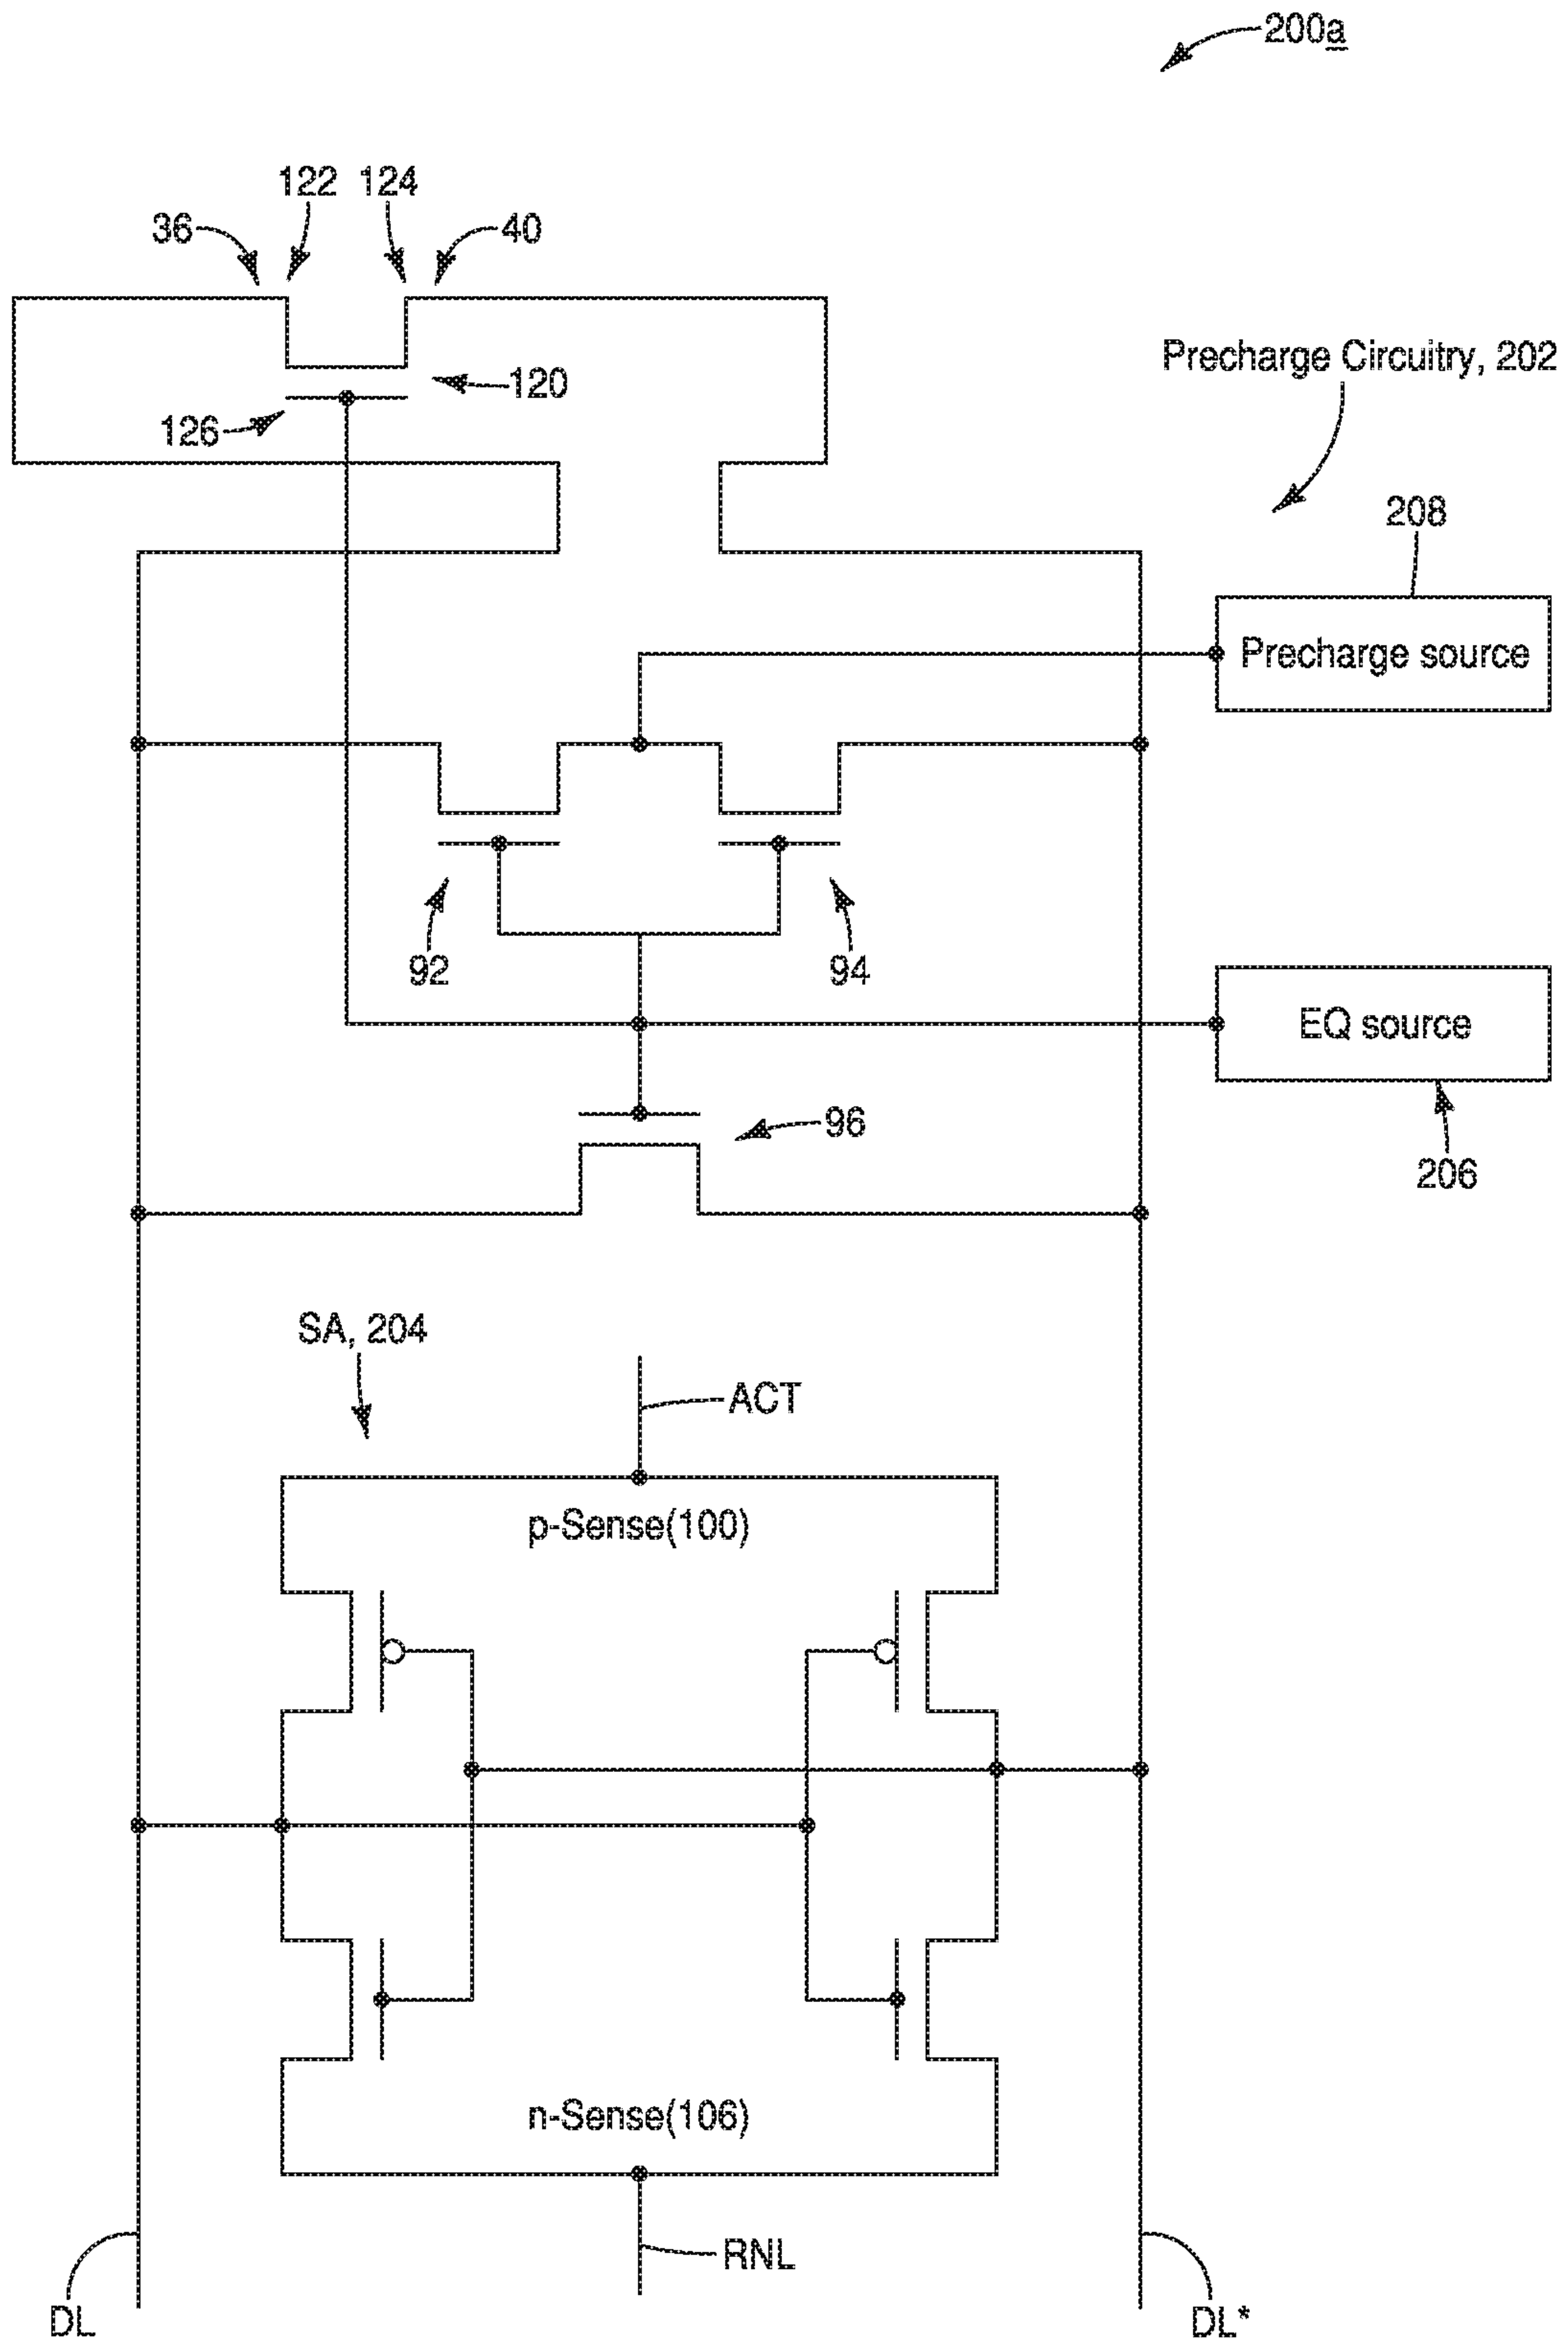 200a
122 124
36
40
120
126
Precharge Circuitry, 202
208
Precharge source
92
94
EQ source
96
206
SA, 204
ACT
p-Sense(100)
n-Sense(106)
RNL
DL
DL*